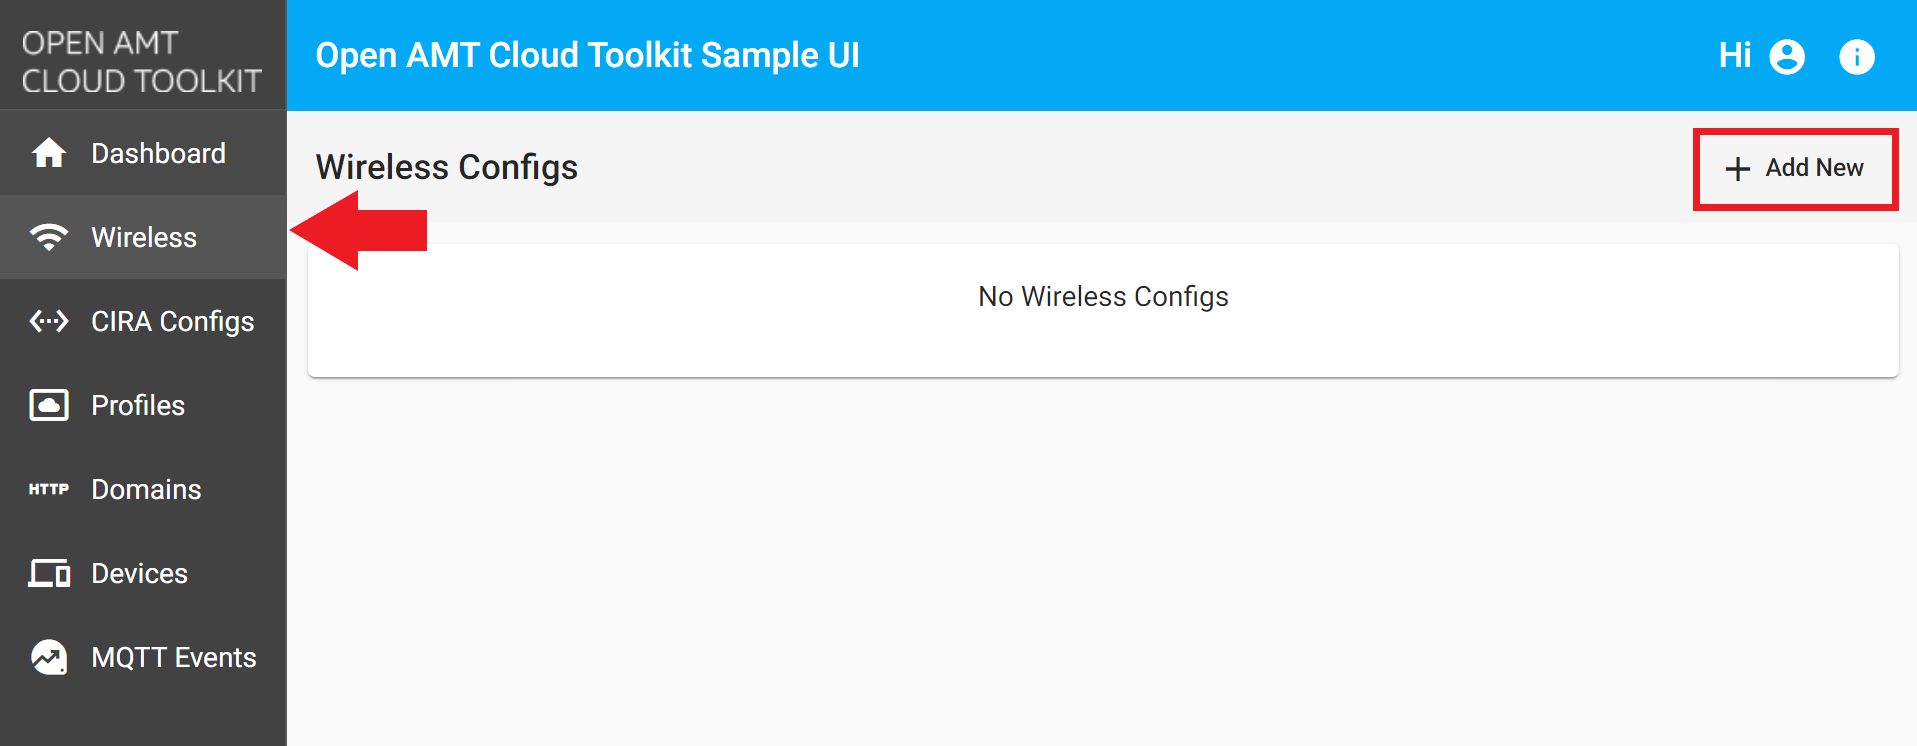 OPEN AMT
CLOUD TOOLKIT
Open AMT Cloud Toolkit Sample UI
Hi
Dashboard
Wireless
CIRA Configs
Profiles
HTTP Domains
Devices
MQTT Events
Wireless Configs
Add New
No Wireless Configs